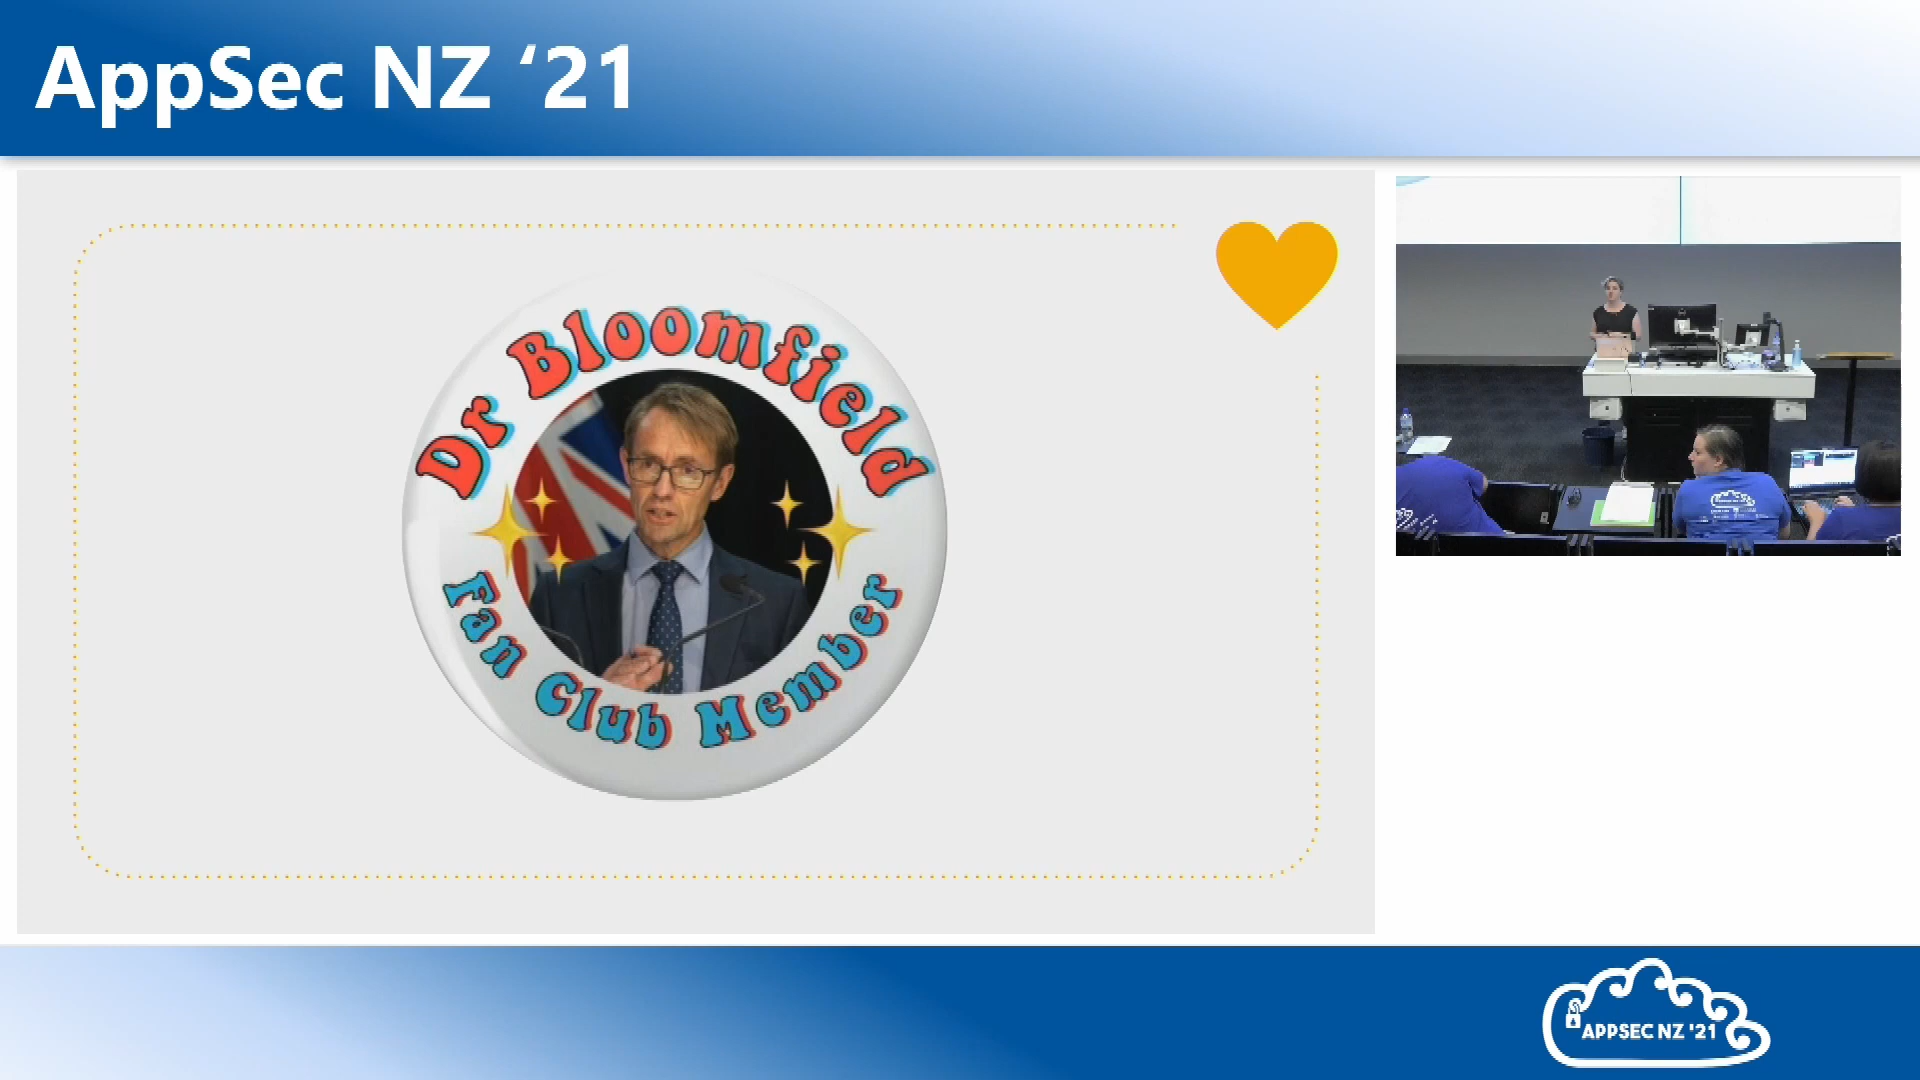 AppSec NZ ‘21
Dr Bloomfield
Fan Club Member
APPSEC NZ '21